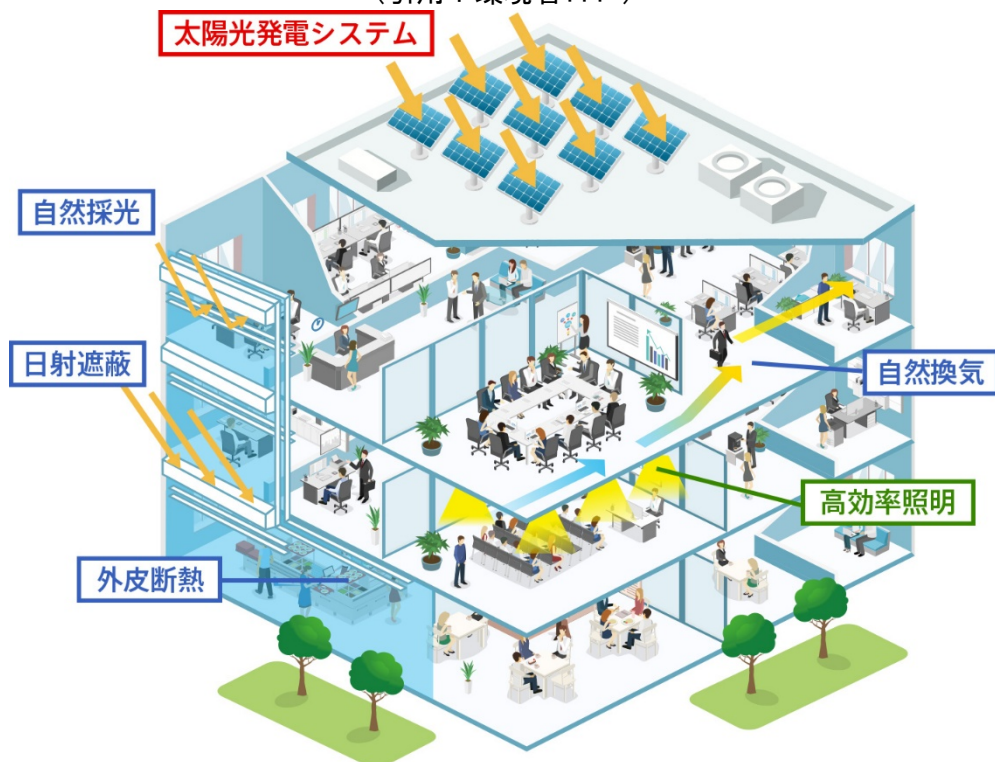 太陽光発電システム
自然採光
日射遮蔽
自然換気
高効率照明
外皮断熱